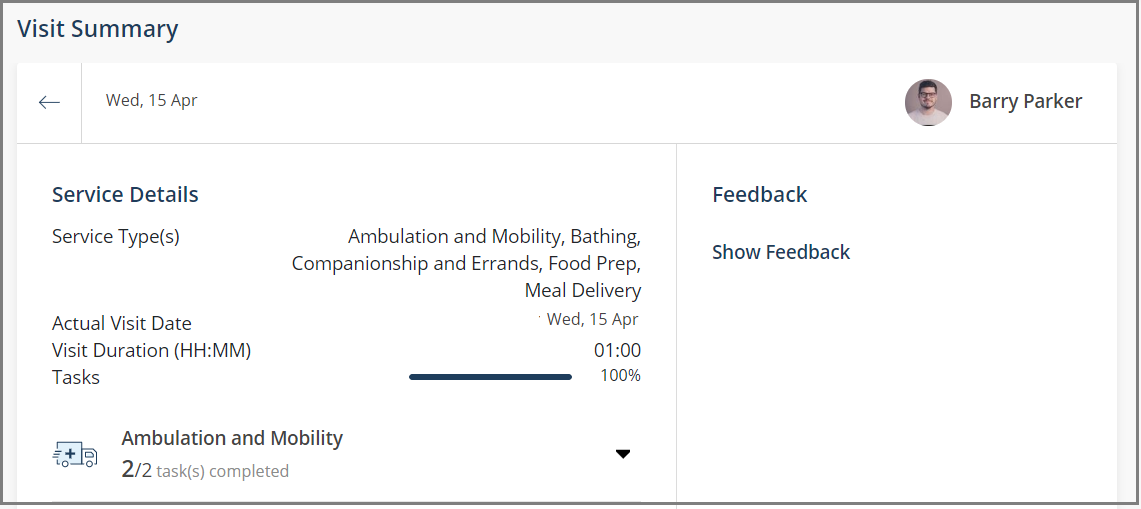 Visit Summary
Wed, 15 Apr
Barry Parker
Service Details
Service Type(s)
Ambulation and Mobility, Bathing,
Companionship and Errands, Food Prep,
Meal Delivery
Actual Visit Date
Wed, 15 Apr
Visit Duration (HH:MM)
01:00
Tasks
100%
Ambulation and Mobility
2/2 task(s) completed
Feedback
Show Feedback